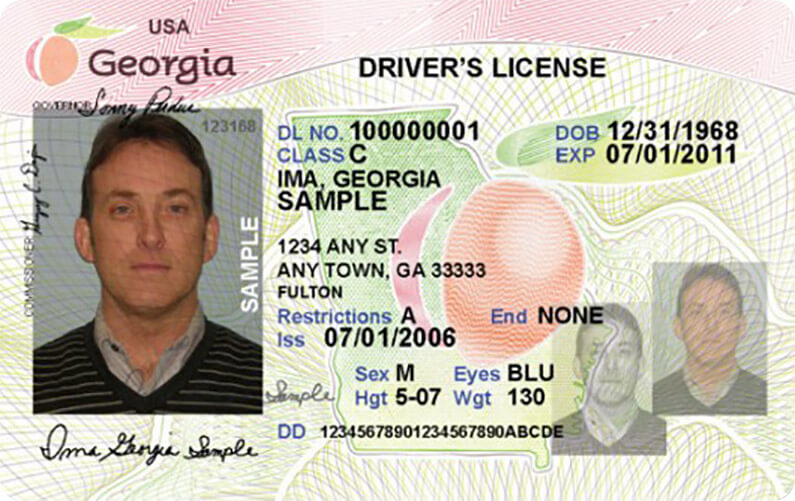 USA
Georgia
DRIVER'S LICENSE
GOVERNOR Sonny Perdue
123168
DL NO. 100000001
DOB 12/31/1968
CLASS C
EXP 07/01/2011
IMA, GEORGIA
SAMPLE
1234 ANY ST.
ANY TOWN, GA 33333
FULTON
Restrictions A End NONE
Iss 07/01/2006
Sex M Eyes BLU
Hgt 5-07 Wgt 130
DD 12345678901234567890ABCDE
COMMISSIONER
SAMPLE
Sample
Ima Georgia Sample